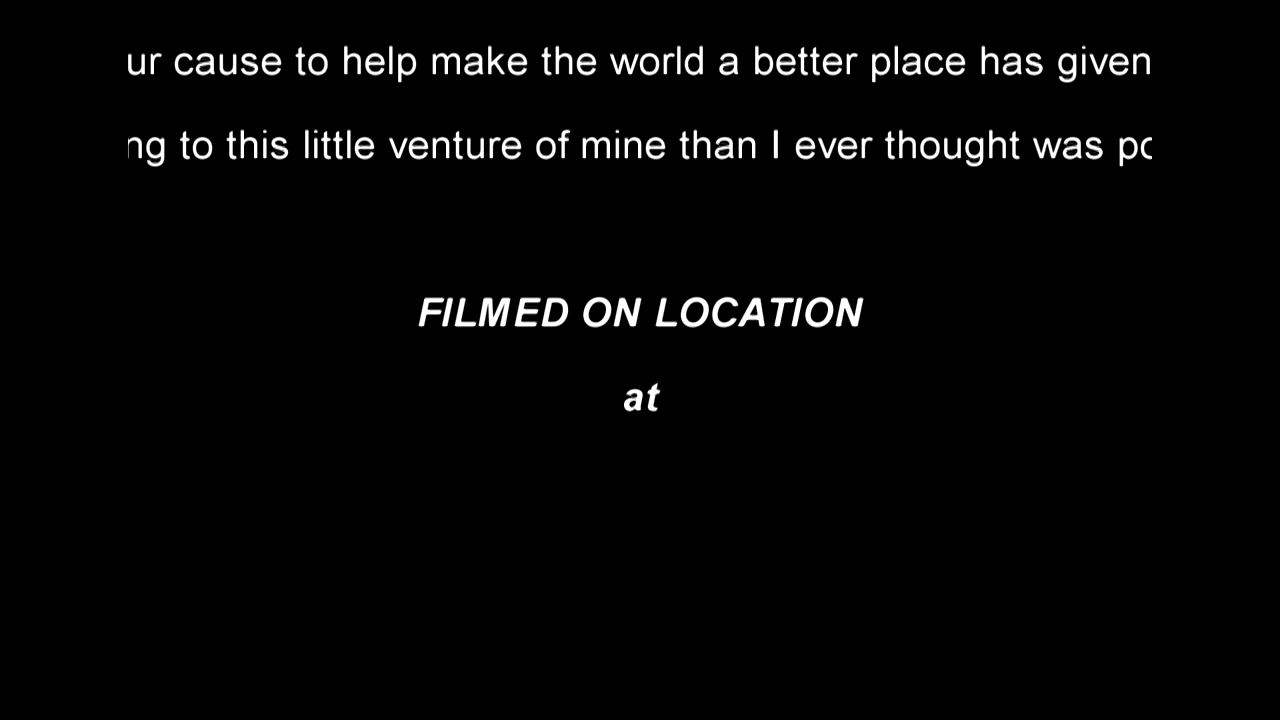 ur cause to help make the world a better place has given
ng to this little venture of mine than I ever thought was
FILMED ON LOCATION
at